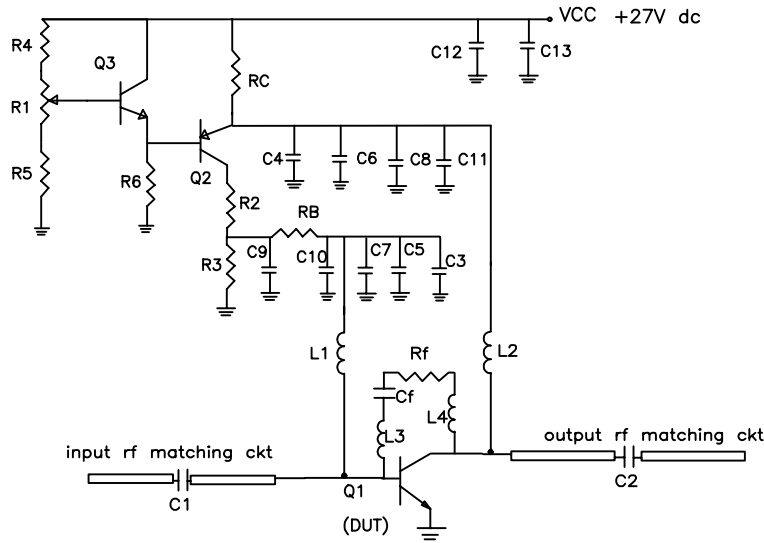 VCC +27V dc
R4
C12
C13
Q3
RC
R1
C4
C6
C8
C11
R5
R6
Q2
R2
RB
C9
C10
C7
C5
C3
R3
L1
Rf
L2
Cf
L4
L3
output rf matching ckt
input rf matching ckt
C1
Q1
C2
(DUT)